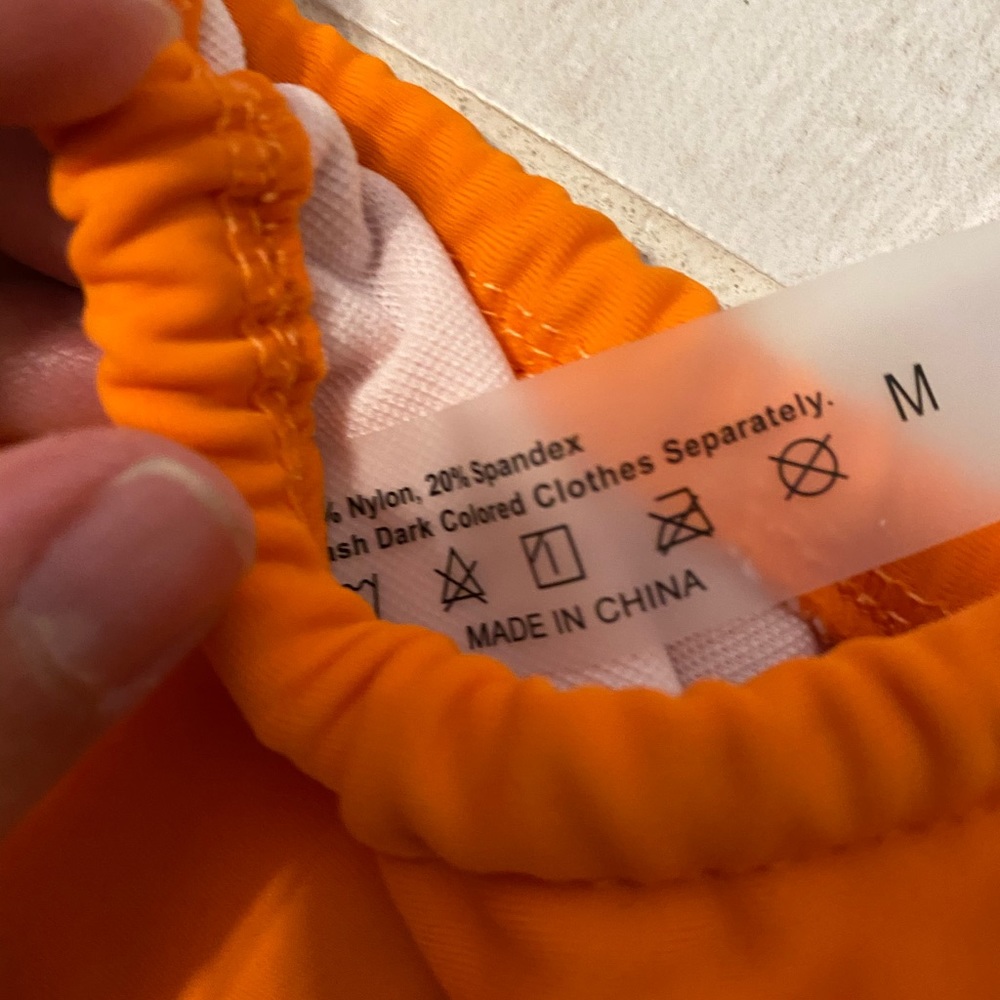 M
% Nylon, 20% Spandex
Dark Colored Clothes Separately.
MADE IN CHINA